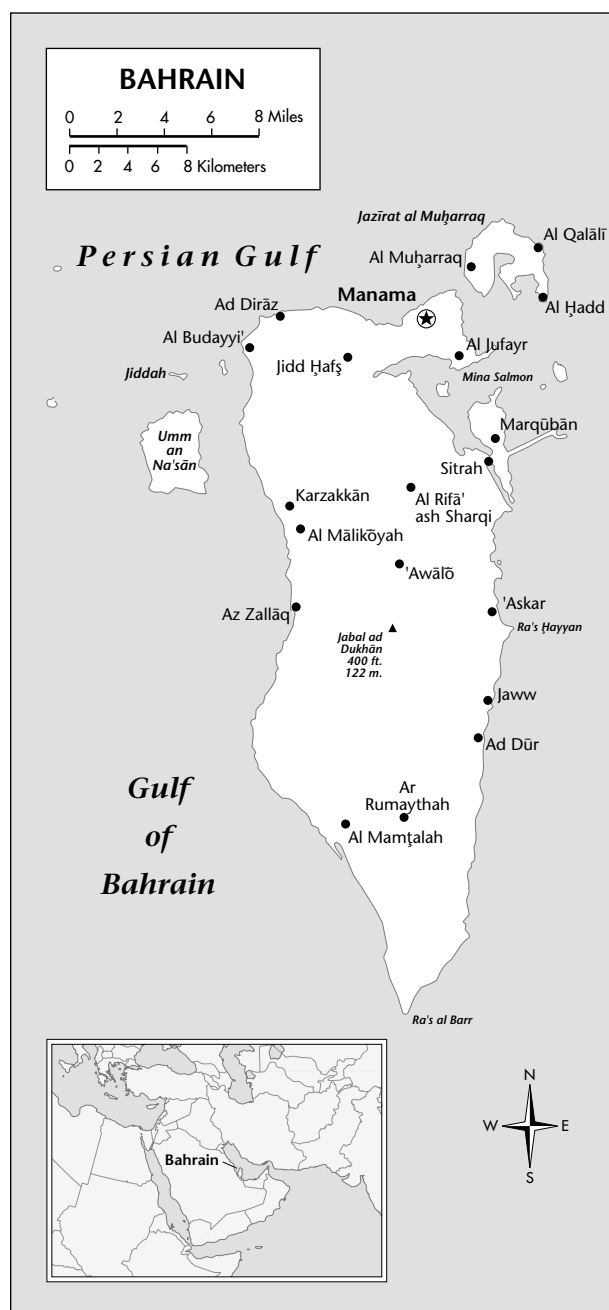 BAHRAIN
0 2 4 6 8 Miles
0 2 4 6 8 Kilometers
Jazīrat al Muḩarraq
Al Qalālī
Persian Gulf
Al Muḩarraq
Manama
Al Ḩadd
Ad Dirāz
Al Budayyi'
Al Jufayr
Jidd Ḩafş
Jiddah
Mina Salmon
Marqūbān
Umm
an
Na'sān
Sitrah
Karzakkān
Al Rifā'
ash Sharqi
Al Mālikōyah
'Awālō
'Askar
Az Zallāq
Ra's Ḩayyan
Jabal ad
Dukhān
400 ft.
122 m.
Jaww
Ad Dūr
Ar
Rumaythah
Gulf
of
Bahrain
Al Mamţalah
Ra's al Barr
N
W E
S
Bahrain